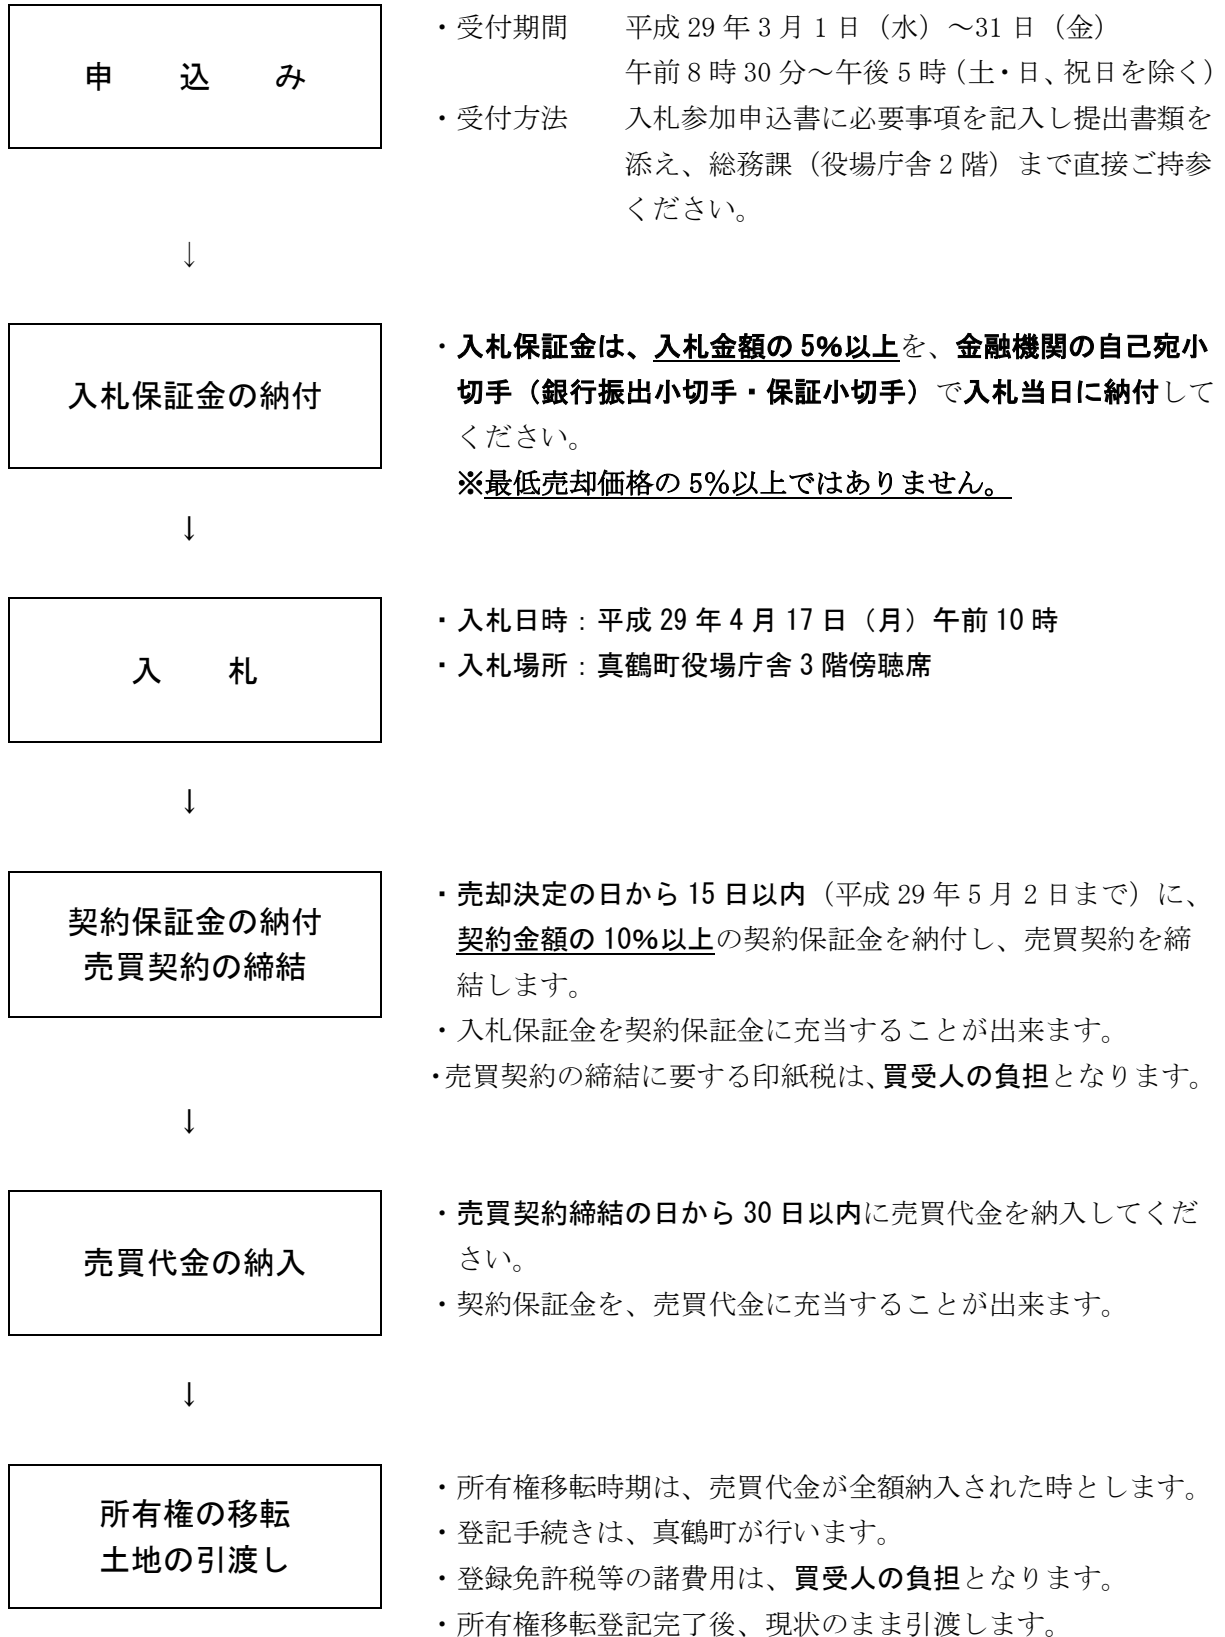 申　　込　　み
・受付期間　　平成 29 年 3 月 1 日（水）～31 日（金）
午前 8 時 30 分～午後 5 時（土・日、祝日を除く）
・受付方法　　入札参加申込書に必要事項を記入し提出書類を
添え、総務課（役場庁舎 2 階）まで直接ご持参
ください。
↓
入札保証金の納付
・入札保証金は、入札金額の 5%以上を、金融機関の自己宛小
切手（銀行振出小切手・保証小切手）で入札当日に納付して
ください。
※最低売却価格の 5％以上ではありません。
↓
入　　札
・入札日時：平成 29 年 4 月 17 日（月）午前 10 時
・入札場所：真鶴町役場庁舎 3 階傍聴席
↓
契約保証金の納付
売買契約の締結
・売却決定の日から 15 日以内（平成 29 年 5 月 2 日まで）に、
契約金額の 10%以上の契約保証金を納付し、売買契約を締
結します。
・入札保証金を契約保証金に充当することが出来ます。
・売買契約の締結に要する印紙税は、買受人の負担となります。
↓
売買代金の納入
・売買契約締結の日から 30 日以内に売買代金を納入してくだ
さい。
・契約保証金を、売買代金に充当することが出来ます。
↓
所有権の移転
土地の引渡し
・所有権移転時期は、売買代金が全額納入された時とします。
・登記手続きは、真鶴町が行います。
・登録免許税等の諸費用は、買受人の負担となります。
・所有権移転登記完了後、現状のまま引渡します。